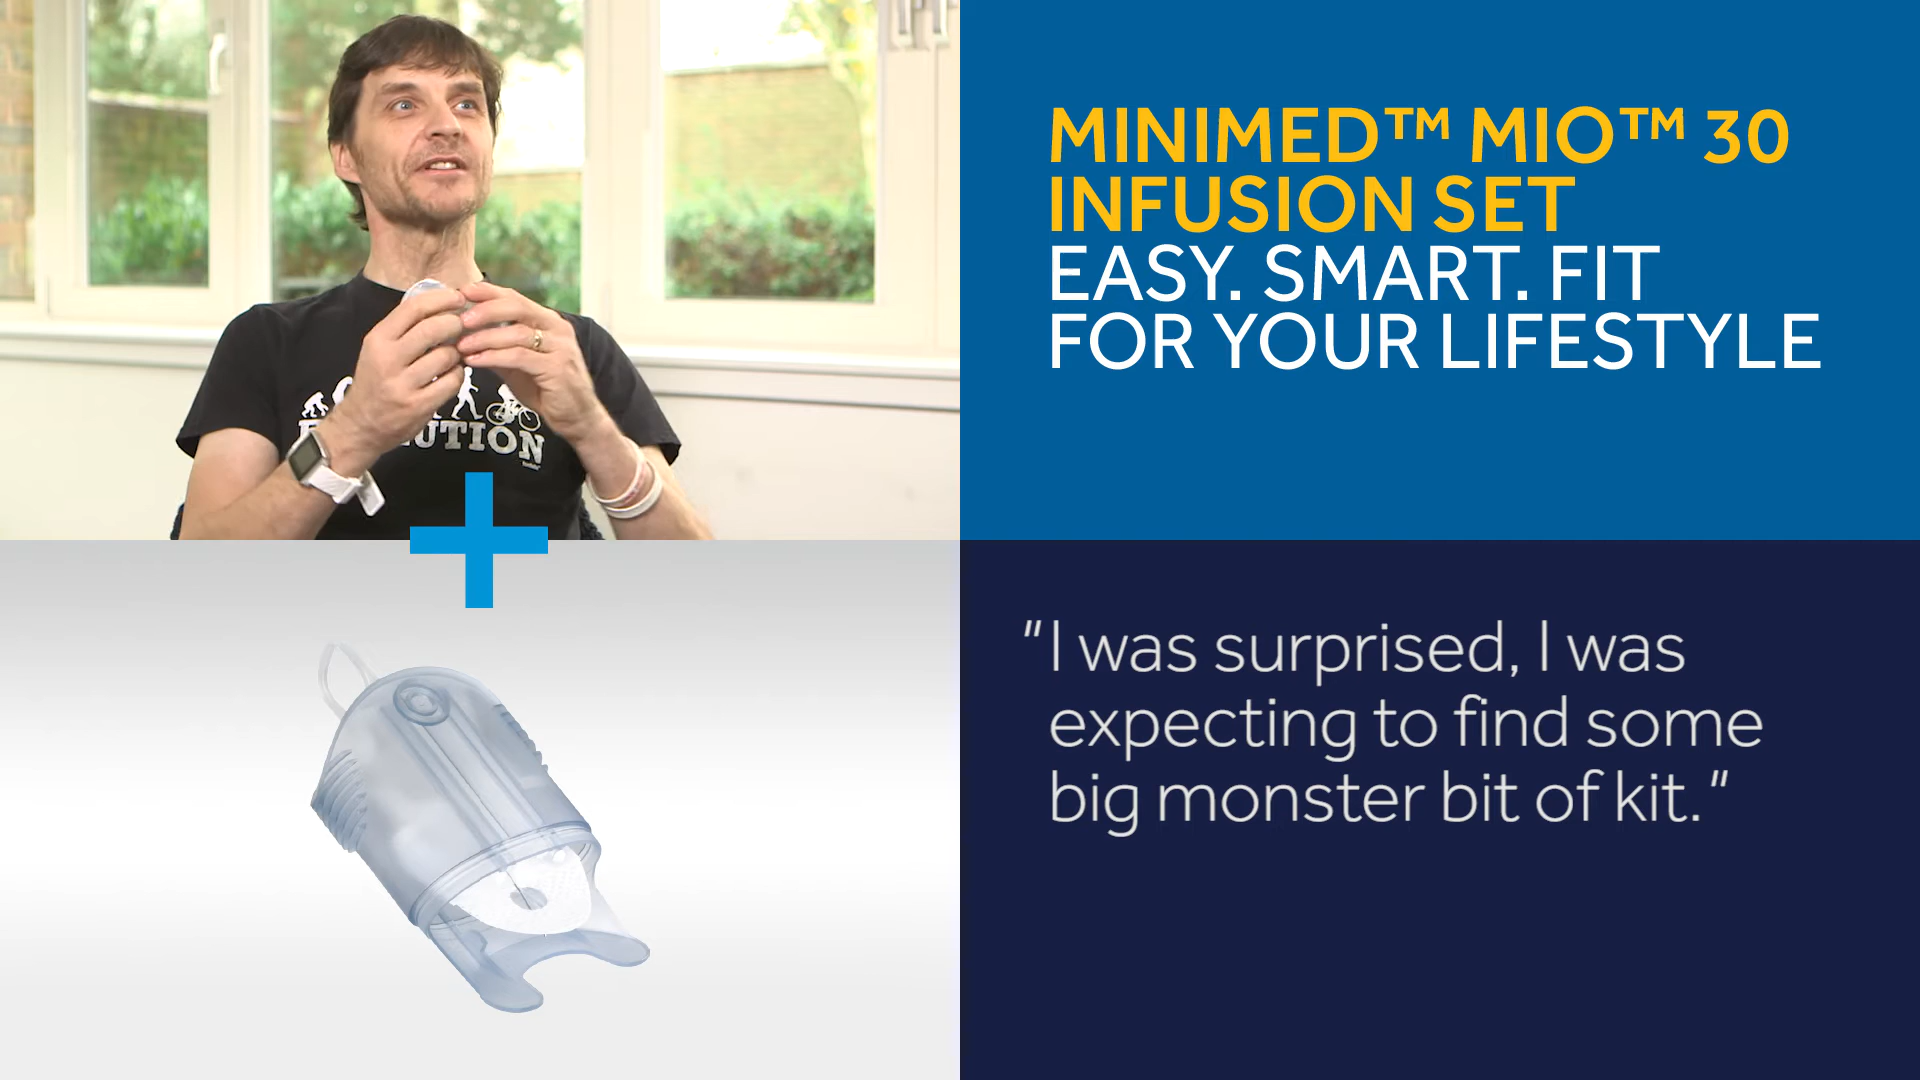 MINIMED™ MIO™ 30
INFUSION SET
EASY. SMART. FIT
FOR YOUR LIFESTYLE
"I was surprised, I was
expecting to find some
big monster bit of kit."